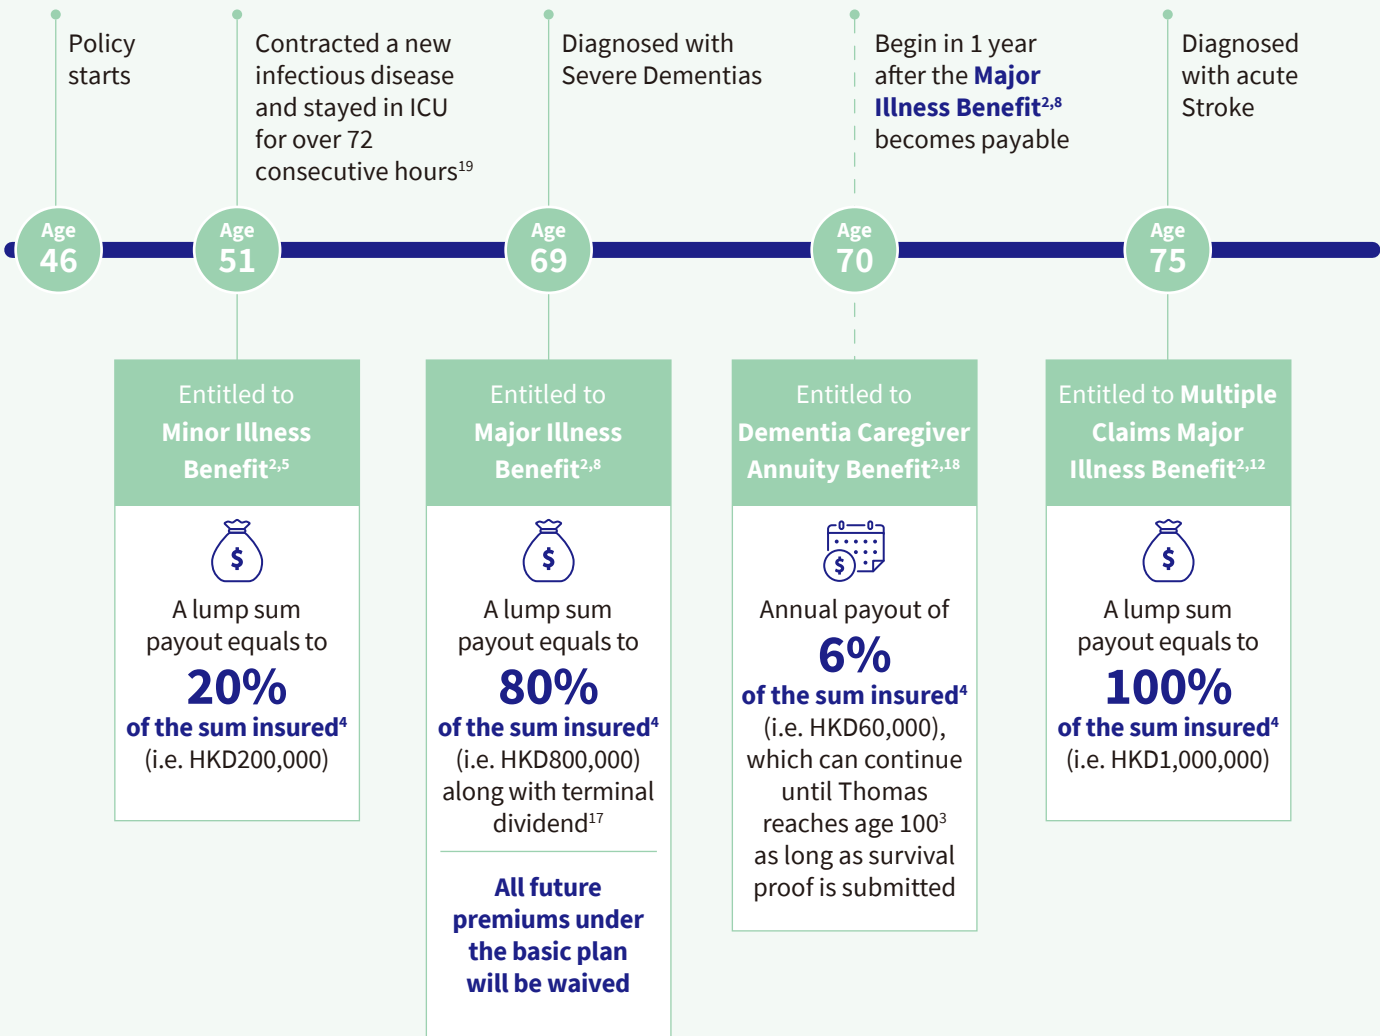 Policy
starts
Contracted a new
infectious disease
and stayed in ICU
for over 72
consecutive hours19
Diagnosed with
Severe Dementias
Begin in 1 year
after the Major
Illness Benefit2,8
becomes payable
Diagnosed
with acute
Stroke
Age
46
Age
51
Age
69
Age
70
Age
75
Entitled to
Minor Illness
Benefit2,5
$
A lump sum
payout equals to
20%
of the sum insured4
(i.e. HKD200,000)
Entitled to
Major Illness
Benefit2,8
$
A lump sum
payout equals to
80%
of the sum insured4
(i.e. HKD800,000)
along with terminal
dividend17
All future
premiums under
the basic plan
will be waived
Entitled to
Dementia Caregiver
Annuity Benefit2,18
$
Annual payout of
6%
of the sum insured4
(i.e. HKD60,000),
which can continue
until Thomas
reaches age 1003
as long as survival
proof is submitted
Entitled to Multiple
Claims Major
Illness Benefit2,12
$
A lump sum
payout equals to
100%
of the sum insured4
(i.e. HKD1,000,000)